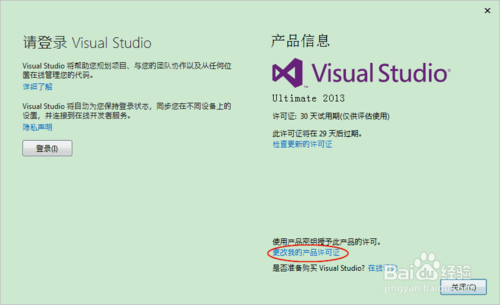 请登录 Visual Studio
Visual Studio 将帮助您规划项目、与您的团队协作以及从任何位
置在线管理您的代码。
详细了解
Visual Studio 将自动为您保持登录状态，同步您在不同设备上的
设置，并连接到在线开发者服务。
隐私声明
登录(I)
产品信息
Visual Studio
Ultimate 2013
许可证: 30 天试用期(仅供评估使用)
此许可证将在 29 天后过期。
检查更新的许可证
使用产品密钥授予此产品的许可。
更改我的产品许可证
是否准备购买 Visual Studio? 在线
关闭(C)
Baidu 经验
jingyan.baidu.com